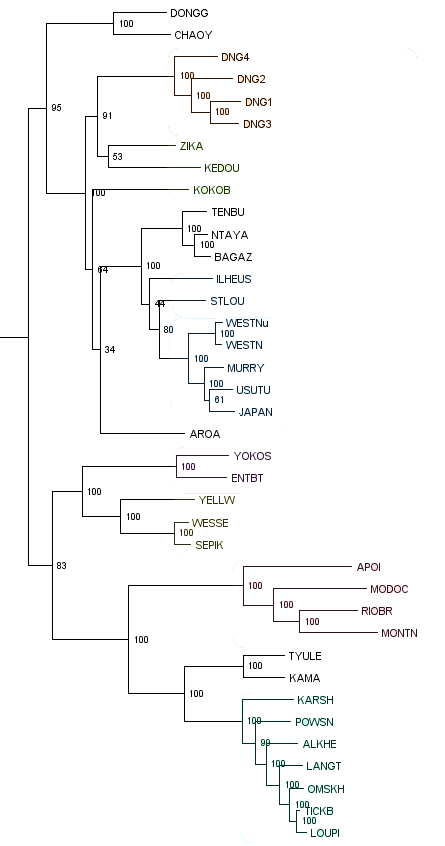 DONGG
100
CHAOY
DNG4
100
DNG2
95
100
DNG1
100
91
DNG3
ZIKA
53
KEDOU
100
KOKOB
TENBU
100
NTAYA
100
BAGAZ
100
64
ILHEUS
STLOU
44
WESTNu
80
100
WESTN
34
100
MURRY
100
USUTU
61
JAPAN
AROA
YOKOS
100
ENTBT
100
YELLW
100
WESSE
100
SEPIK
83
APOI
100
MODOC
100
RIOBR
100
MONTN
100
TYULE
100
KAMA
100
KARSH
100
POWSN
99
ALKHE
100
LANGT
100
OMSKH
100
TICKB
100
LOUPI